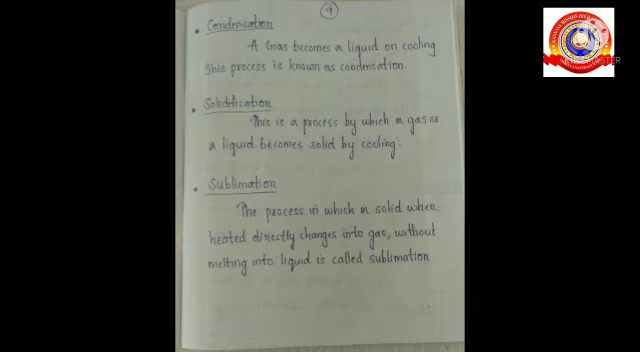 9
• Condensation
A Gas becomes a liquid on cooling
This process is known as condensation.
• Solidification
This is a process by which a gas or
a liquid becomes solid by cooling.
• Sublimation
The process in which a solid when
heated directly changes into gas, without
melting into liquid is called sublimation.